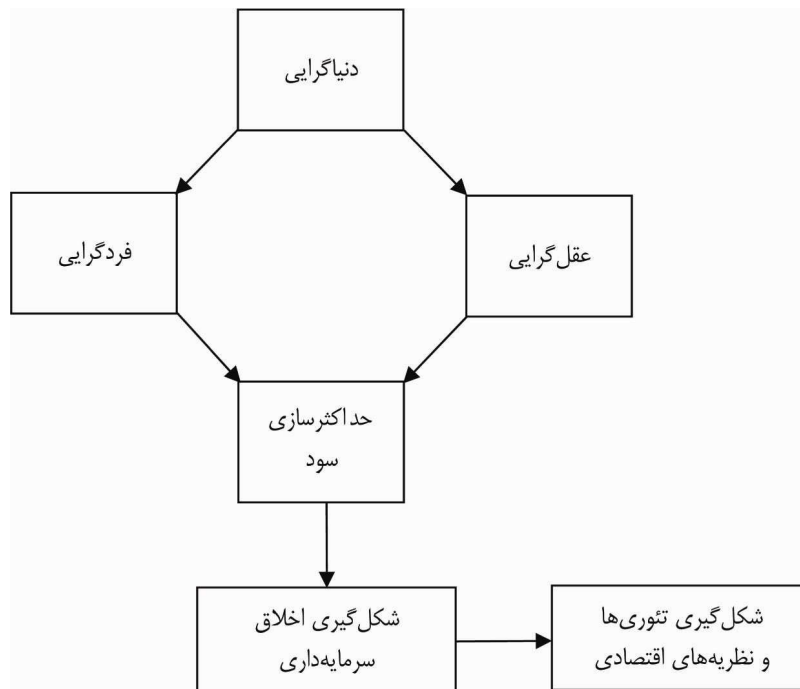 دنیاگرایی
عقل‌گرایی
فردگرایی
حداکثرسازی
سود
شکل‌گیری اخلاق
سرمایه‌داری
شکل‌گیری تئوری‌ها
و نظریه‌های اقتصادی